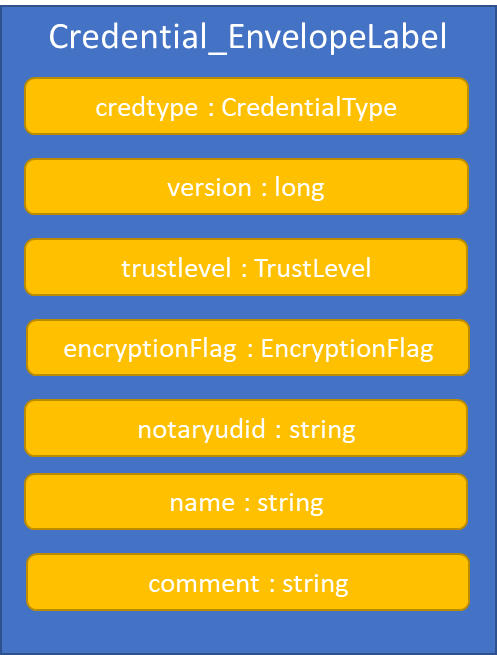 Credential_EnvelopeLabel
credtype : CredentialType
version : long
trustlevel : TrustLevel
encryptionFlag : EncryptionFlag
notaryudid : string
name : string
comment : string